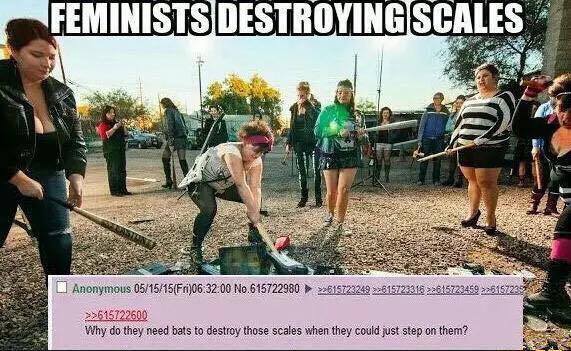 FEMINISTS DESTROYING SCALES
Anonymous 05/15/15(Fri)06:32:00 No.615722980 ▶ >>615723249 >>615723316 >>615723459 >>6157235
>>615722600
Why do they need bats to destroy those scales when they could just step on them?